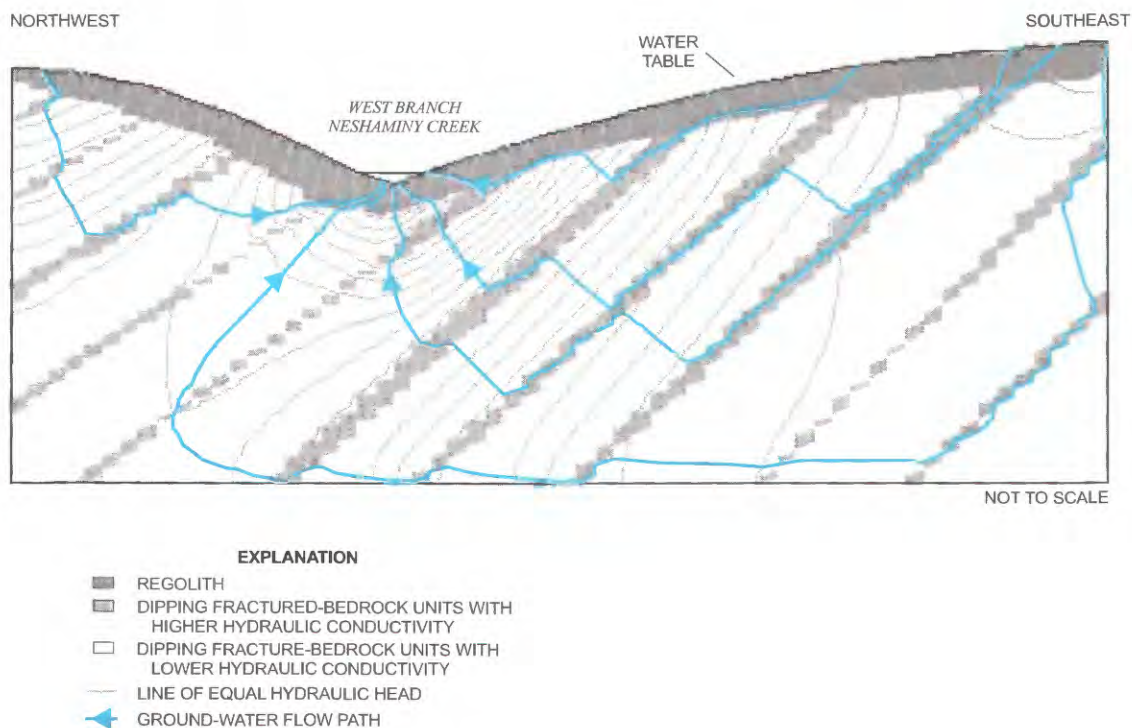 NORTHWEST
SOUTHEAST
WATER
TABLE
WEST BRANCH
NESHAMINY CREEK
NOT TO SCALE
EXPLANATION
REGOLITH
DIPPING FRACTURED-BEDROCK UNITS WITH
HIGHER HYDRAULIC CONDUCTIVITY
DIPPING FRACTURE-BEDROCK UNITS WITH
LOWER HYDRAULIC CONDUCTIVITY
LINE OF EQUAL HYDRAULIC HEAD
GROUND-WATER FLOW PATH